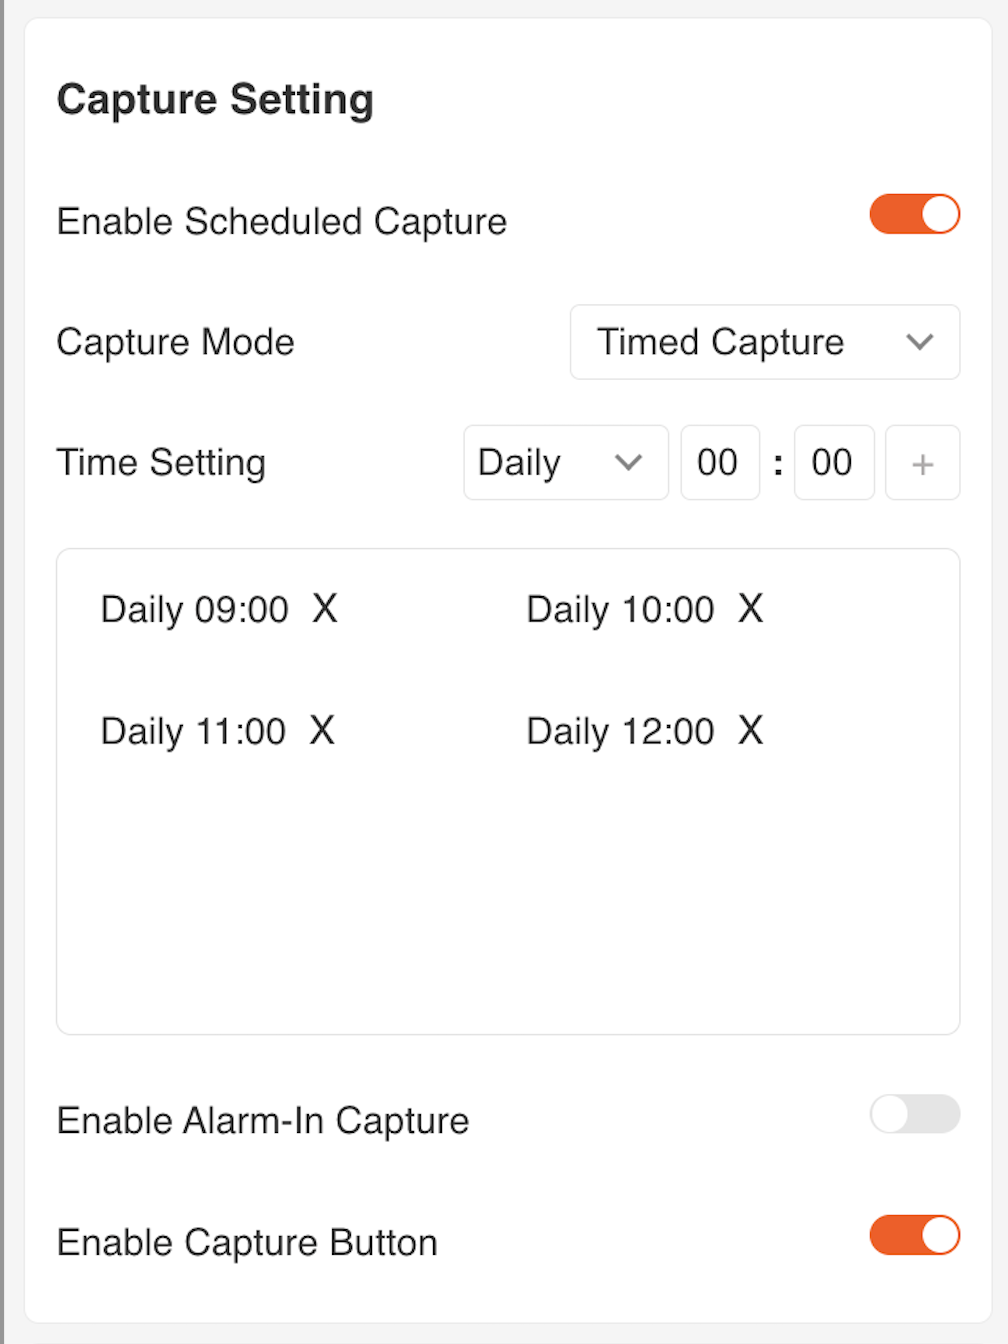 Capture Setting
Enable Scheduled Capture
Capture Mode Timed Capture
Time Setting Daily 00 : 00 +
Daily 09:00 X Daily 10:00 X
Daily 11:00 X Daily 12:00 X
Enable Alarm-In Capture
Enable Capture Button